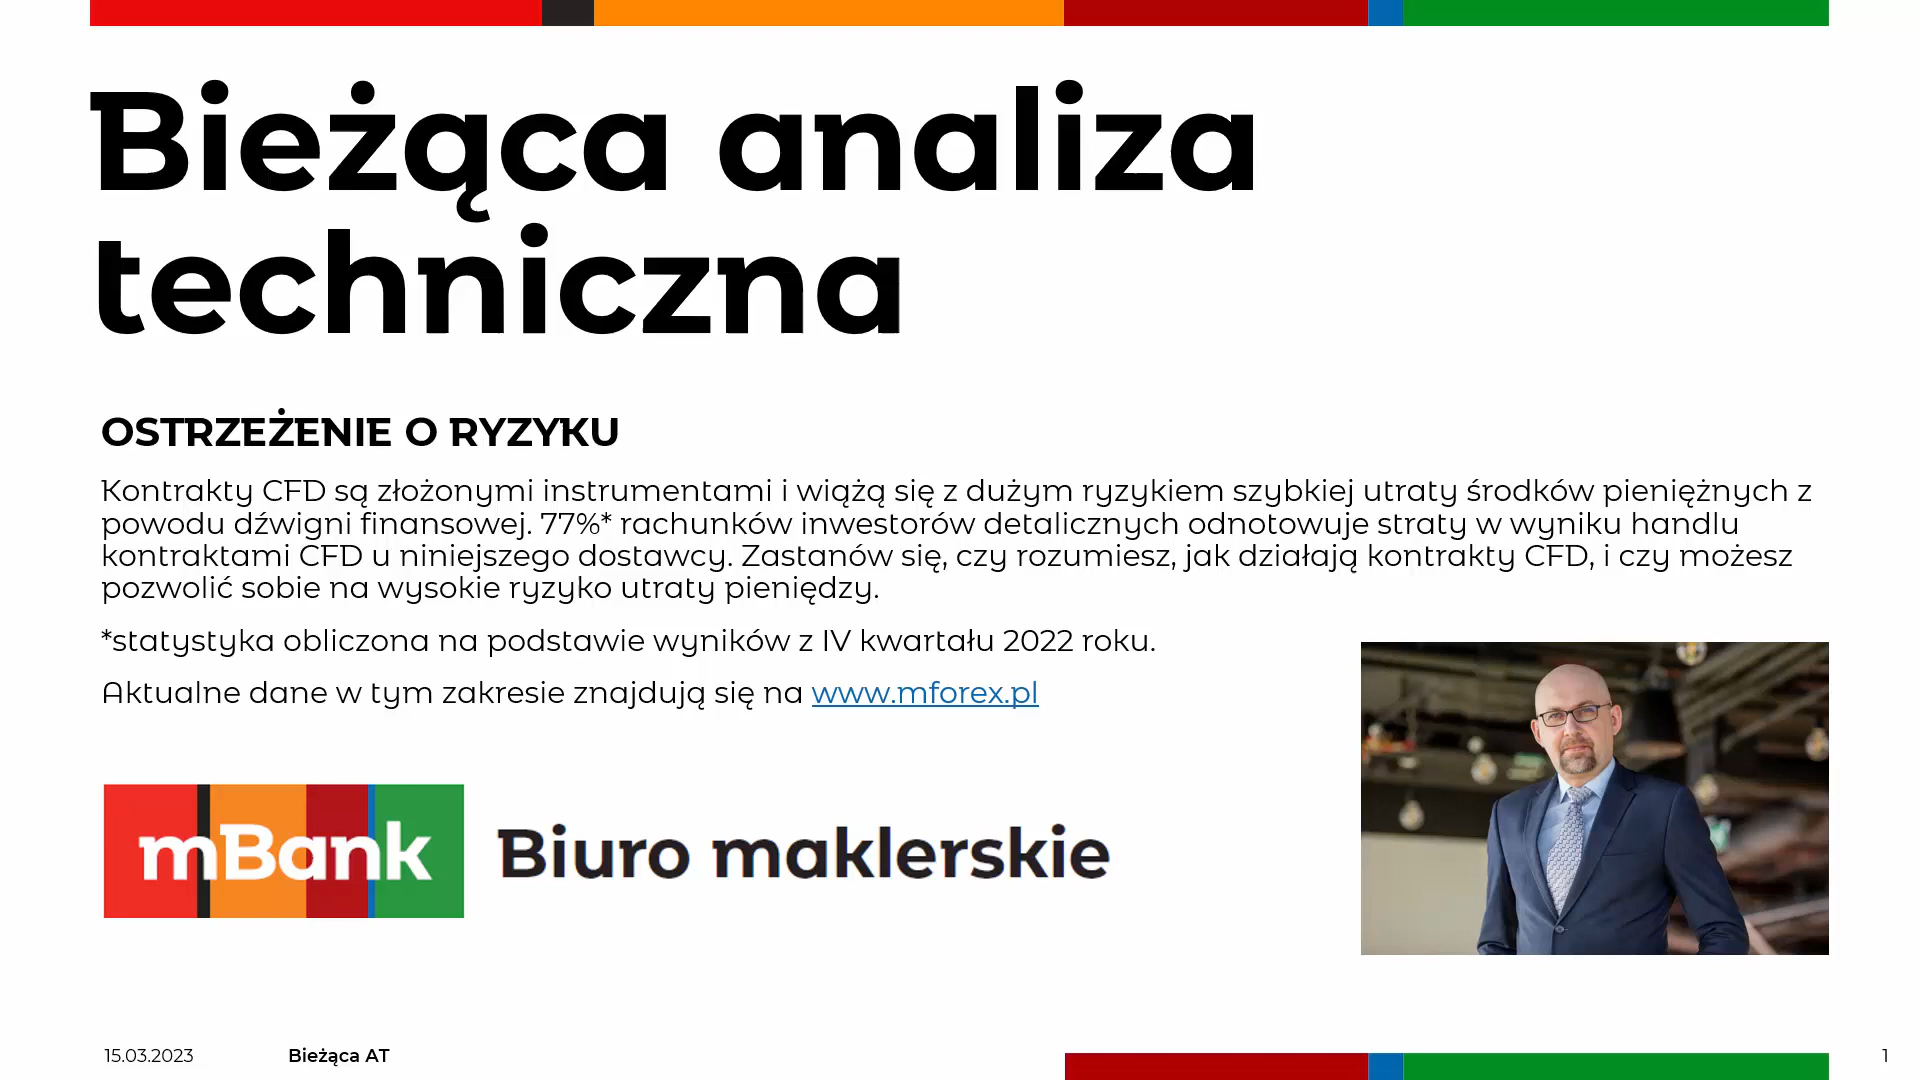 Bieżąca analiza
techniczna
OSTRZEŻENIE O RYZYKU
Kontrakty CFD są złożonymi instrumentami i wiążą się z dużym ryzykiem szybkiej utraty środków pieniężnych z
powodu dźwigni finansowej. 77%* rachunków inwestorów detalicznych odnotowuje straty w wyniku handlu
kontraktami CFD u niniejszego dostawcy. Zastanów się, czy rozumiesz, jak działają kontrakty CFD, i czy możesz
pozwolić sobie na wysokie ryzyko utraty pieniędzy.
*statystyka obliczona na podstawie wyników z IV kwartału 2022 roku.
Aktualne dane w tym zakresie znajdują się na www.mforex.pl
mBank Biuro maklerskie
15.03.2023 Bieżąca AT 1